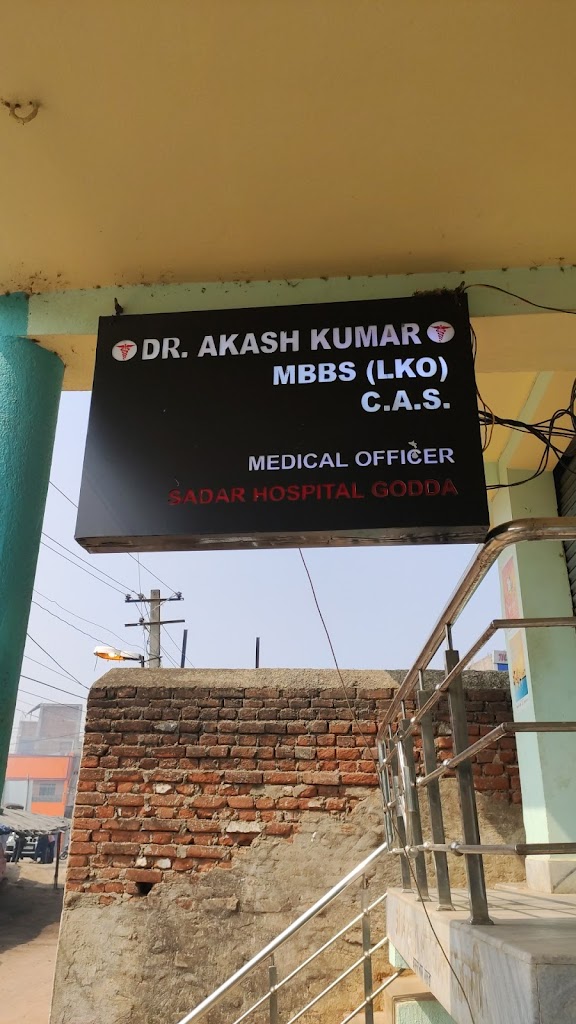 DR. AKASH KUMAR
MBBS (LKO)
C.A.S.
MEDICAL OFFICER
SADAR HOSPITAL GODDA